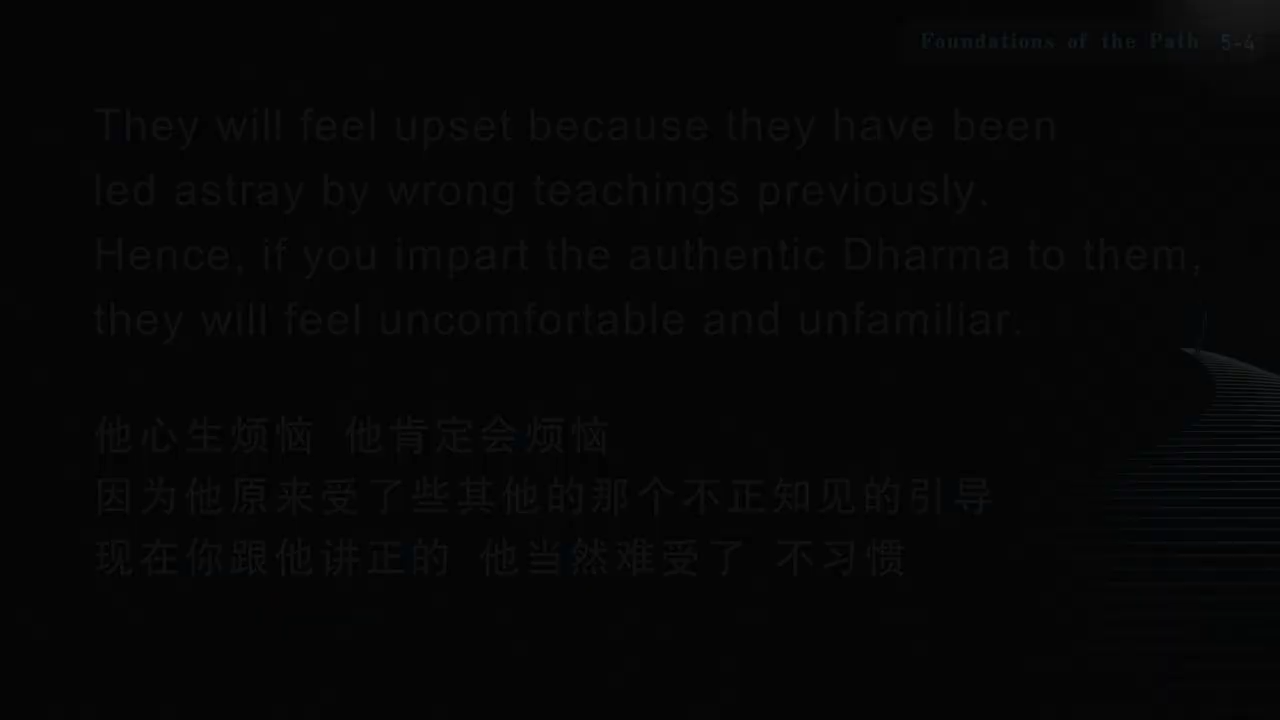 Foundations of the Path 5-4
They will feel upset because they have been
led astray by wrong teachings previously.
Hence, if you impart the authentic Dharma to them,
they will feel uncomfortable and unfamiliar.
他心生烦恼 他肯定会烦恼
因为他原来受了些其他的那个不正知见的引导
现在你跟他讲正的 他当然难受了 不习惯